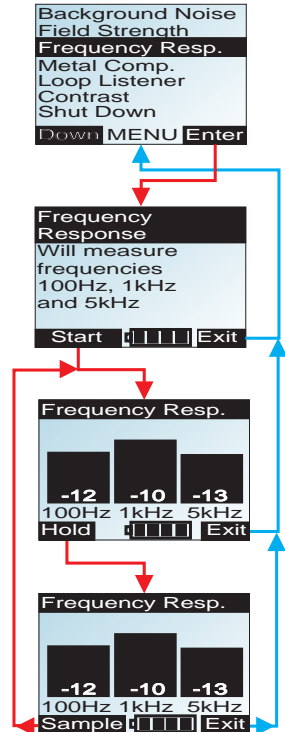 Background Noise
Field Strength
Frequency Resp.
Metal Comp.
Loop Listener
Contrast
Shut Down
Down MENU Enter
Frequency
Response
Will measure
frequencies
100Hz, 1kHz
and 5kHz
Start Exit
Frequency Resp.
-12 -10 -13
100Hz 1kHz 5kHz
Hold Exit
Frequency Resp.
-12 -10 -13
100Hz 1kHz 5kHz
Sample Exit